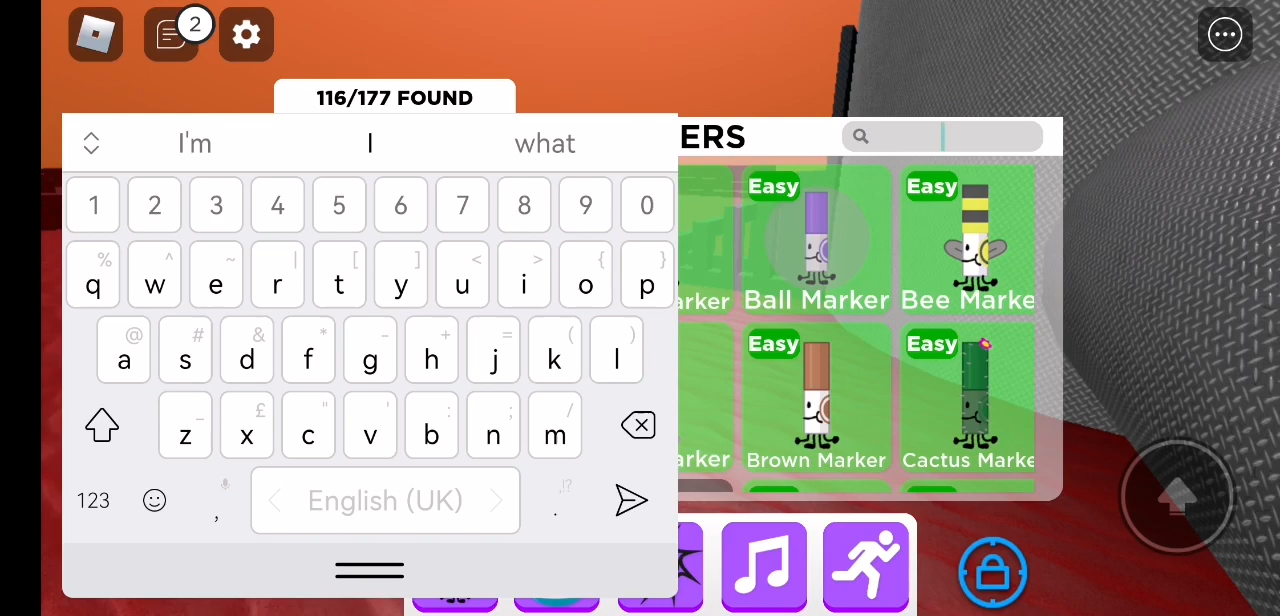 2
116/177 FOUND
I'm I what
ERS
1 2 3 4 5 6 7 8 9 0
% ^ ~ | [ ] < > { }
q w e r t y u i o p
@ # & * - + = ( )
a s d f g h j k l
_ £ " ' : ; /
z x c v b n m
123 , English (UK) ,!? .
Easy
Easy
arker
Ball Marker
Bee Marke
Easy
Easy
arker
Brown Marker
Cactus Marke